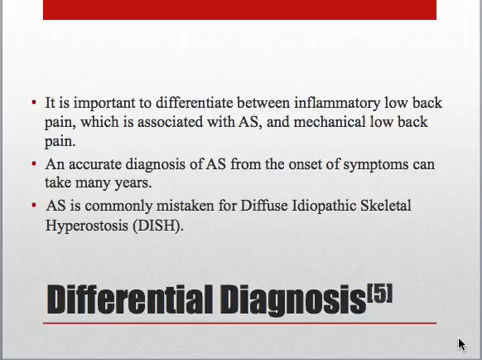 • It is important to differentiate between inflammatory low back
pain, which is associated with AS, and mechanical low back
pain.
• An accurate diagnosis of AS from the onset of symptoms can
take many years.
• AS is commonly mistaken for Diffuse Idiopathic Skeletal
Hyperostosis (DISH).
Differential Diagnosis[5]